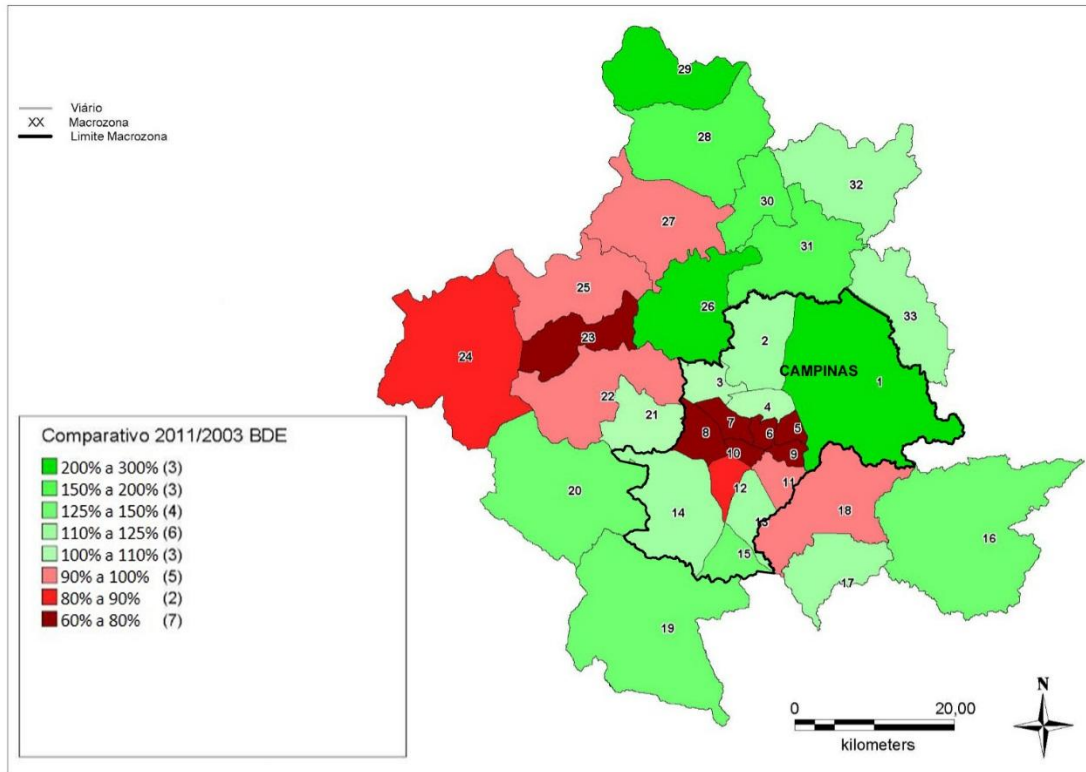 Viário
XX Macrozona
Limite Macrozona
29
28
32
30
27
31
25
26
33
23
2
24
CAMPINAS
1
3
22
4
21
7
5
8
6
10
9
11
12
20
14
13
18
16
15
17
19
Comparativo 2011/2003 BDE
200% a 300% (3)
150% a 200% (3)
125% a 150% (4)
110% a 125% (6)
100% a 110% (3)
90% a 100% (5)
80% a 90% (2)
60% a 80% (7)
N
0 20,00
kilometers